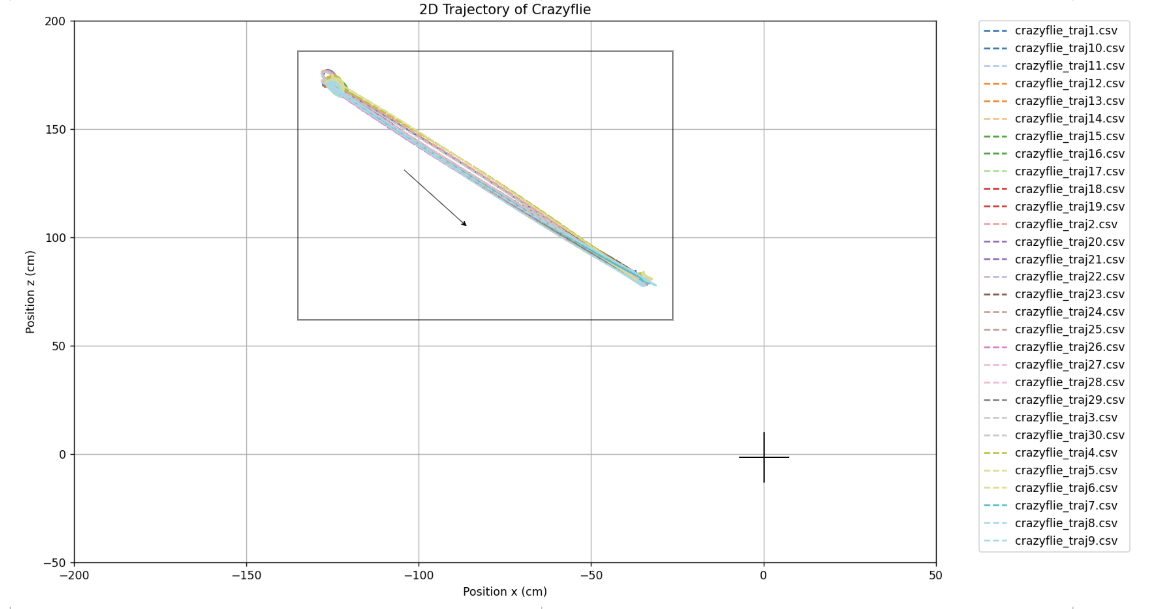 2D Trajectory of Crazyflie
200
150
100
50
0
−50
Position z (cm)
−200
−150
−100
−50
0
50
Position x (cm)
crazyflie_traj1.csv
crazyflie_traj10.csv
crazyflie_traj11.csv
crazyflie_traj12.csv
crazyflie_traj13.csv
crazyflie_traj14.csv
crazyflie_traj15.csv
crazyflie_traj16.csv
crazyflie_traj17.csv
crazyflie_traj18.csv
crazyflie_traj19.csv
crazyflie_traj2.csv
crazyflie_traj20.csv
crazyflie_traj21.csv
crazyflie_traj22.csv
crazyflie_traj23.csv
crazyflie_traj24.csv
crazyflie_traj25.csv
crazyflie_traj26.csv
crazyflie_traj27.csv
crazyflie_traj28.csv
crazyflie_traj29.csv
crazyflie_traj3.csv
crazyflie_traj30.csv
crazyflie_traj4.csv
crazyflie_traj5.csv
crazyflie_traj6.csv
crazyflie_traj7.csv
crazyflie_traj8.csv
crazyflie_traj9.csv